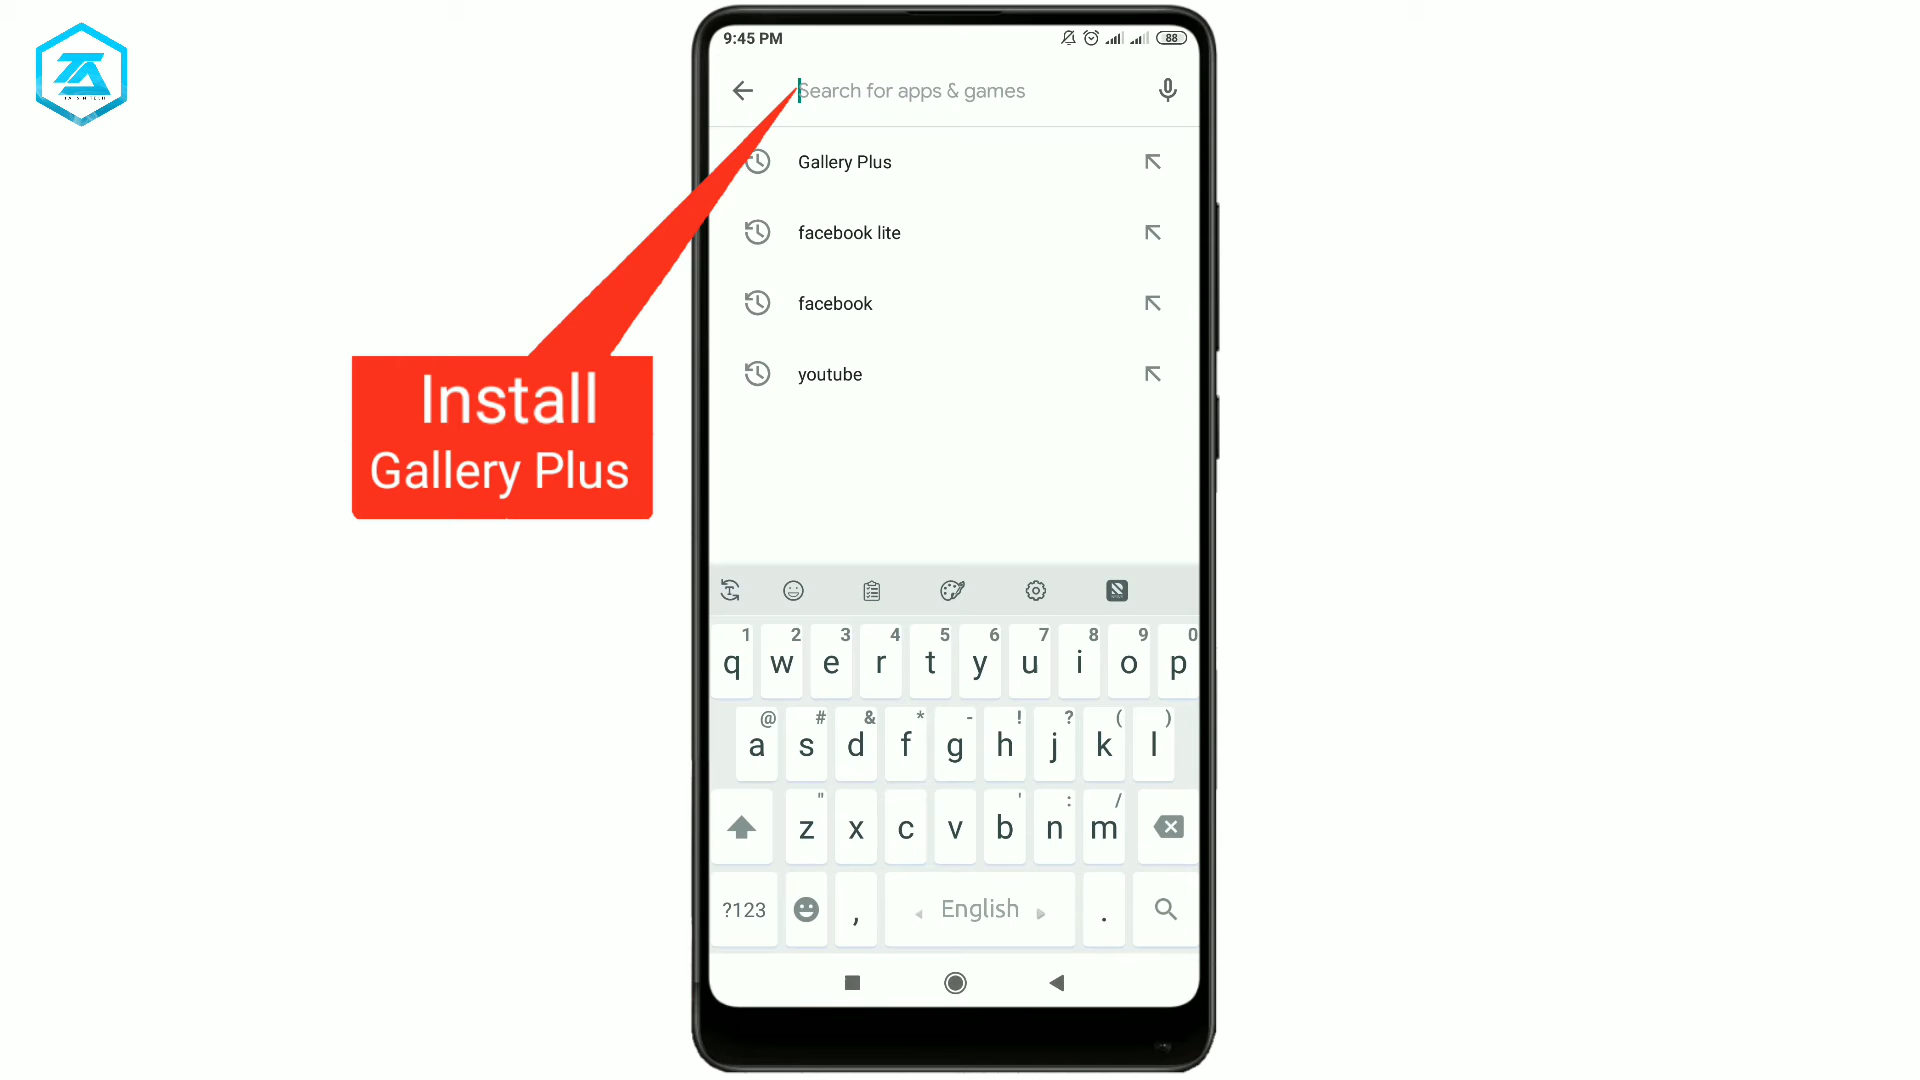 9:45 PM
88
Search for apps & games
Gallery Plus
facebook lite
facebook
youtube
Install
Gallery Plus
1 2 3 4 5 6 7 8 9 0
q w e r t y u i o p
@ # & * - ! ? ( )
a s d f g h j k l
" ' : /
z x c v b n m
?123 , English .